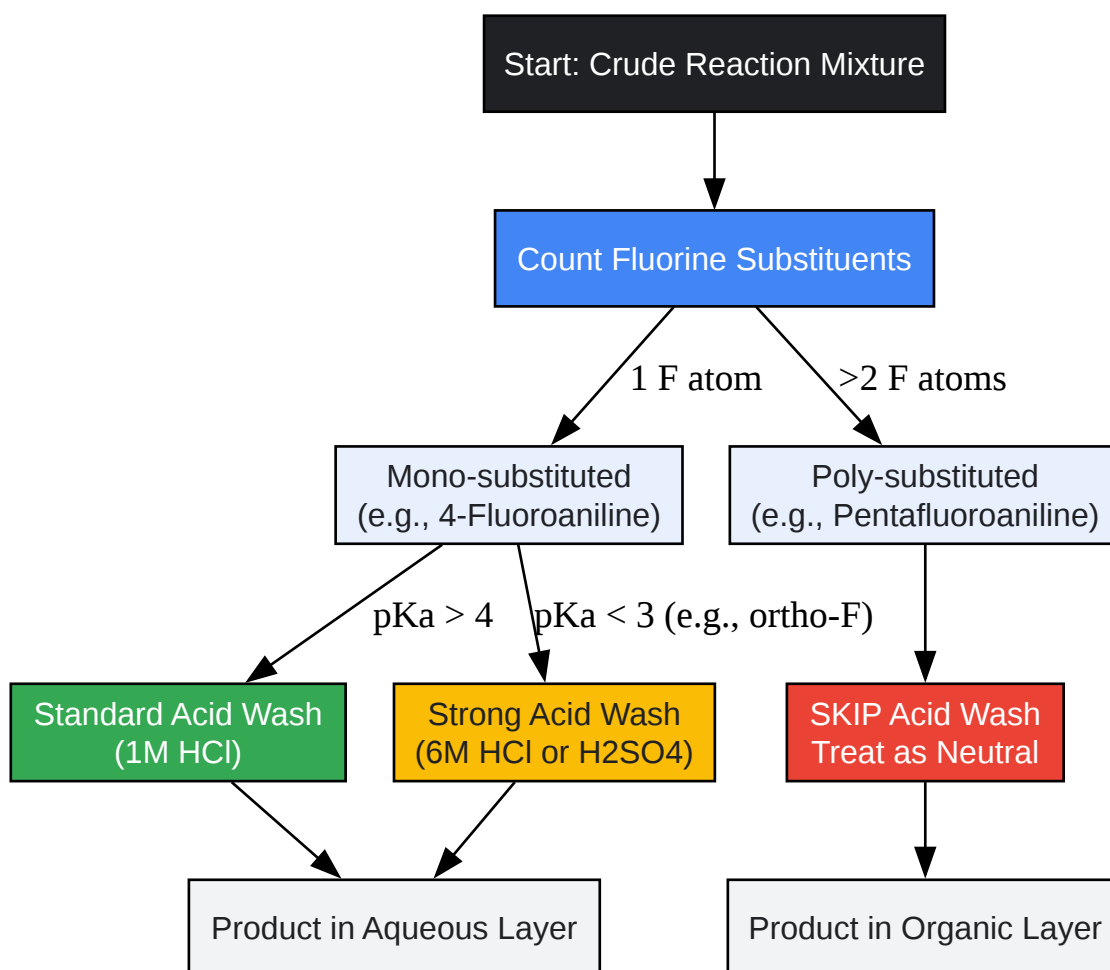 Start: Crude Reaction Mixture
Count Fluorine Substituents
1 F atom
>2 F atoms
Mono-substituted
(e.g., 4-Fluoroaniline)
Poly-substituted
(e.g., Pentafluoroaniline)
pKa > 4
pKa < 3 (e.g., ortho-F)
Standard Acid Wash
(1M HCl)
Strong Acid Wash
(6M HCl or H2SO4)
SKIP Acid Wash
Treat as Neutral
Product in Aqueous Layer
Product in Organic Layer